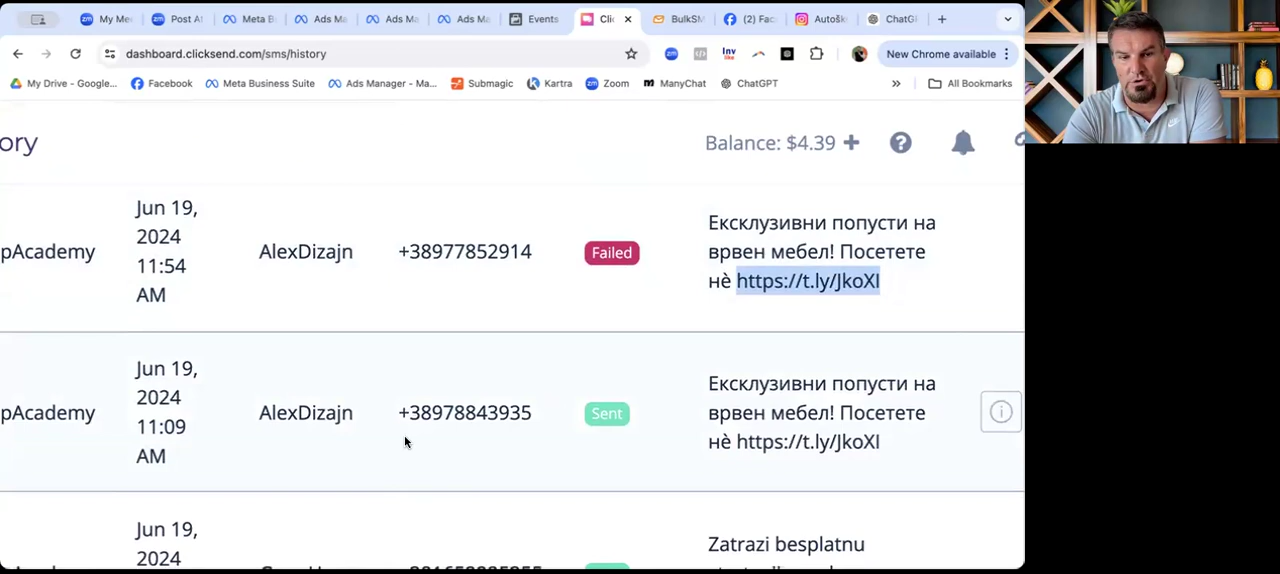 My Me
Post A
Meta B
Ads Ma
Ads Ma
Ads Ma
Events
Clic
BulkSM
(2) Fac
Autošk
ChatG
dashboard.clicksend.com/sms/history
New Chrome available
My Drive - Google...
Facebook
Meta Business Suite
Ads Manager - Ma...
Submagic
Kartra
Zoom
ManyChat
ChatGPT
»
All Bookmarks
ory
Balance: $4.39
pAcademy
Jun 19,
2024
11:54
AM
AlexDizajn
+38977852914
Failed
Ексклузивни попусти на
врвен мебел! Посетете
нѐ https://t.ly/JkoXI
pAcademy
Jun 19,
2024
11:09
AM
AlexDizajn
+38978843935
Sent
Ексклузивни попусти на
врвен мебел! Посетете
нѐ https://t.ly/JkoXI
Jun 19,
2024
Zatrazi besplatnu